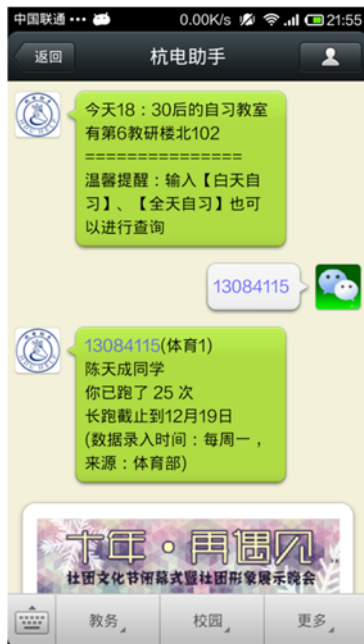 中国联通 ••• 0.00K/s 21:55
返回 杭电助手
今天18：30后的自习教室
有第6教研楼北102
===============
温馨提醒：输入【白天自
习】、【全天自习】也可
以进行查询
13084115
13084115(体育1)
陈天成同学
你已跑了 25 次
长跑截止到12月19日
(数据录入时间：每周一，
来源：体育部)
十年·再遇见
社团文化节闭幕式暨社团形象展示晚会
教务 校园 更多